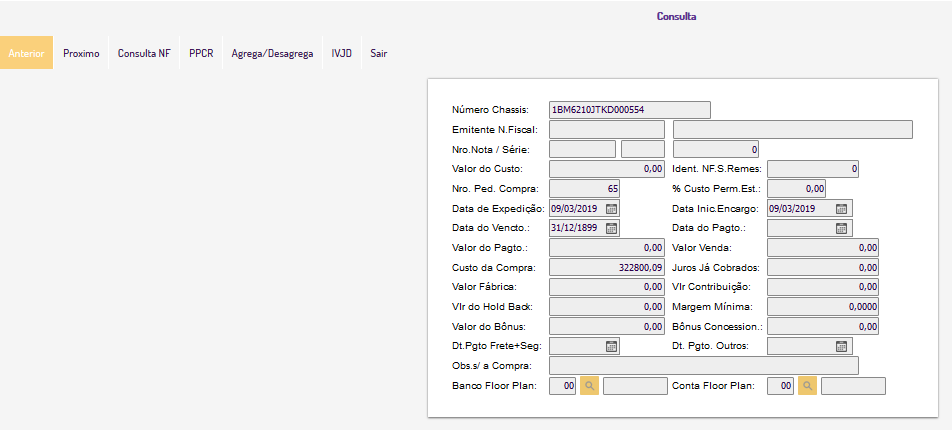 Consulta
Anterior Proximo Consulta NF PPCR Agrega/Desagrega IVJD Sair
Número Chassis: 1BM6210JTKD000554
Emitente N.Fiscal:
Nro.Nota / Série: 0
Valor do Custo: 0,00 Ident. NF.S.Remes: 0
Nro. Ped. Compra: 65 % Custo Perm.Est.: 0,00
Data de Expedição: 09/03/2019 Data Inic.Encargo: 09/03/2019
Data do Vencto.: 31/12/1899 Data do Pagto.:
Valor do Pagto.: 0,00 Valor Venda: 0,00
Custo da Compra: 322800,09 Juros Já Cobrados: 0,00
Valor Fábrica: 0,00 Vlr Contribuição: 0,00
Vlr do Hold Back: 0,00 Margem Mínima: 0,0000
Valor do Bônus: 0,00 Bônus Concession.: 0,00
Dt.Pgto Frete+Seg: Dt. Pgto. Outros:
Obs.s/ a Compra:
Banco Floor Plan: 00 Conta Floor Plan: 00